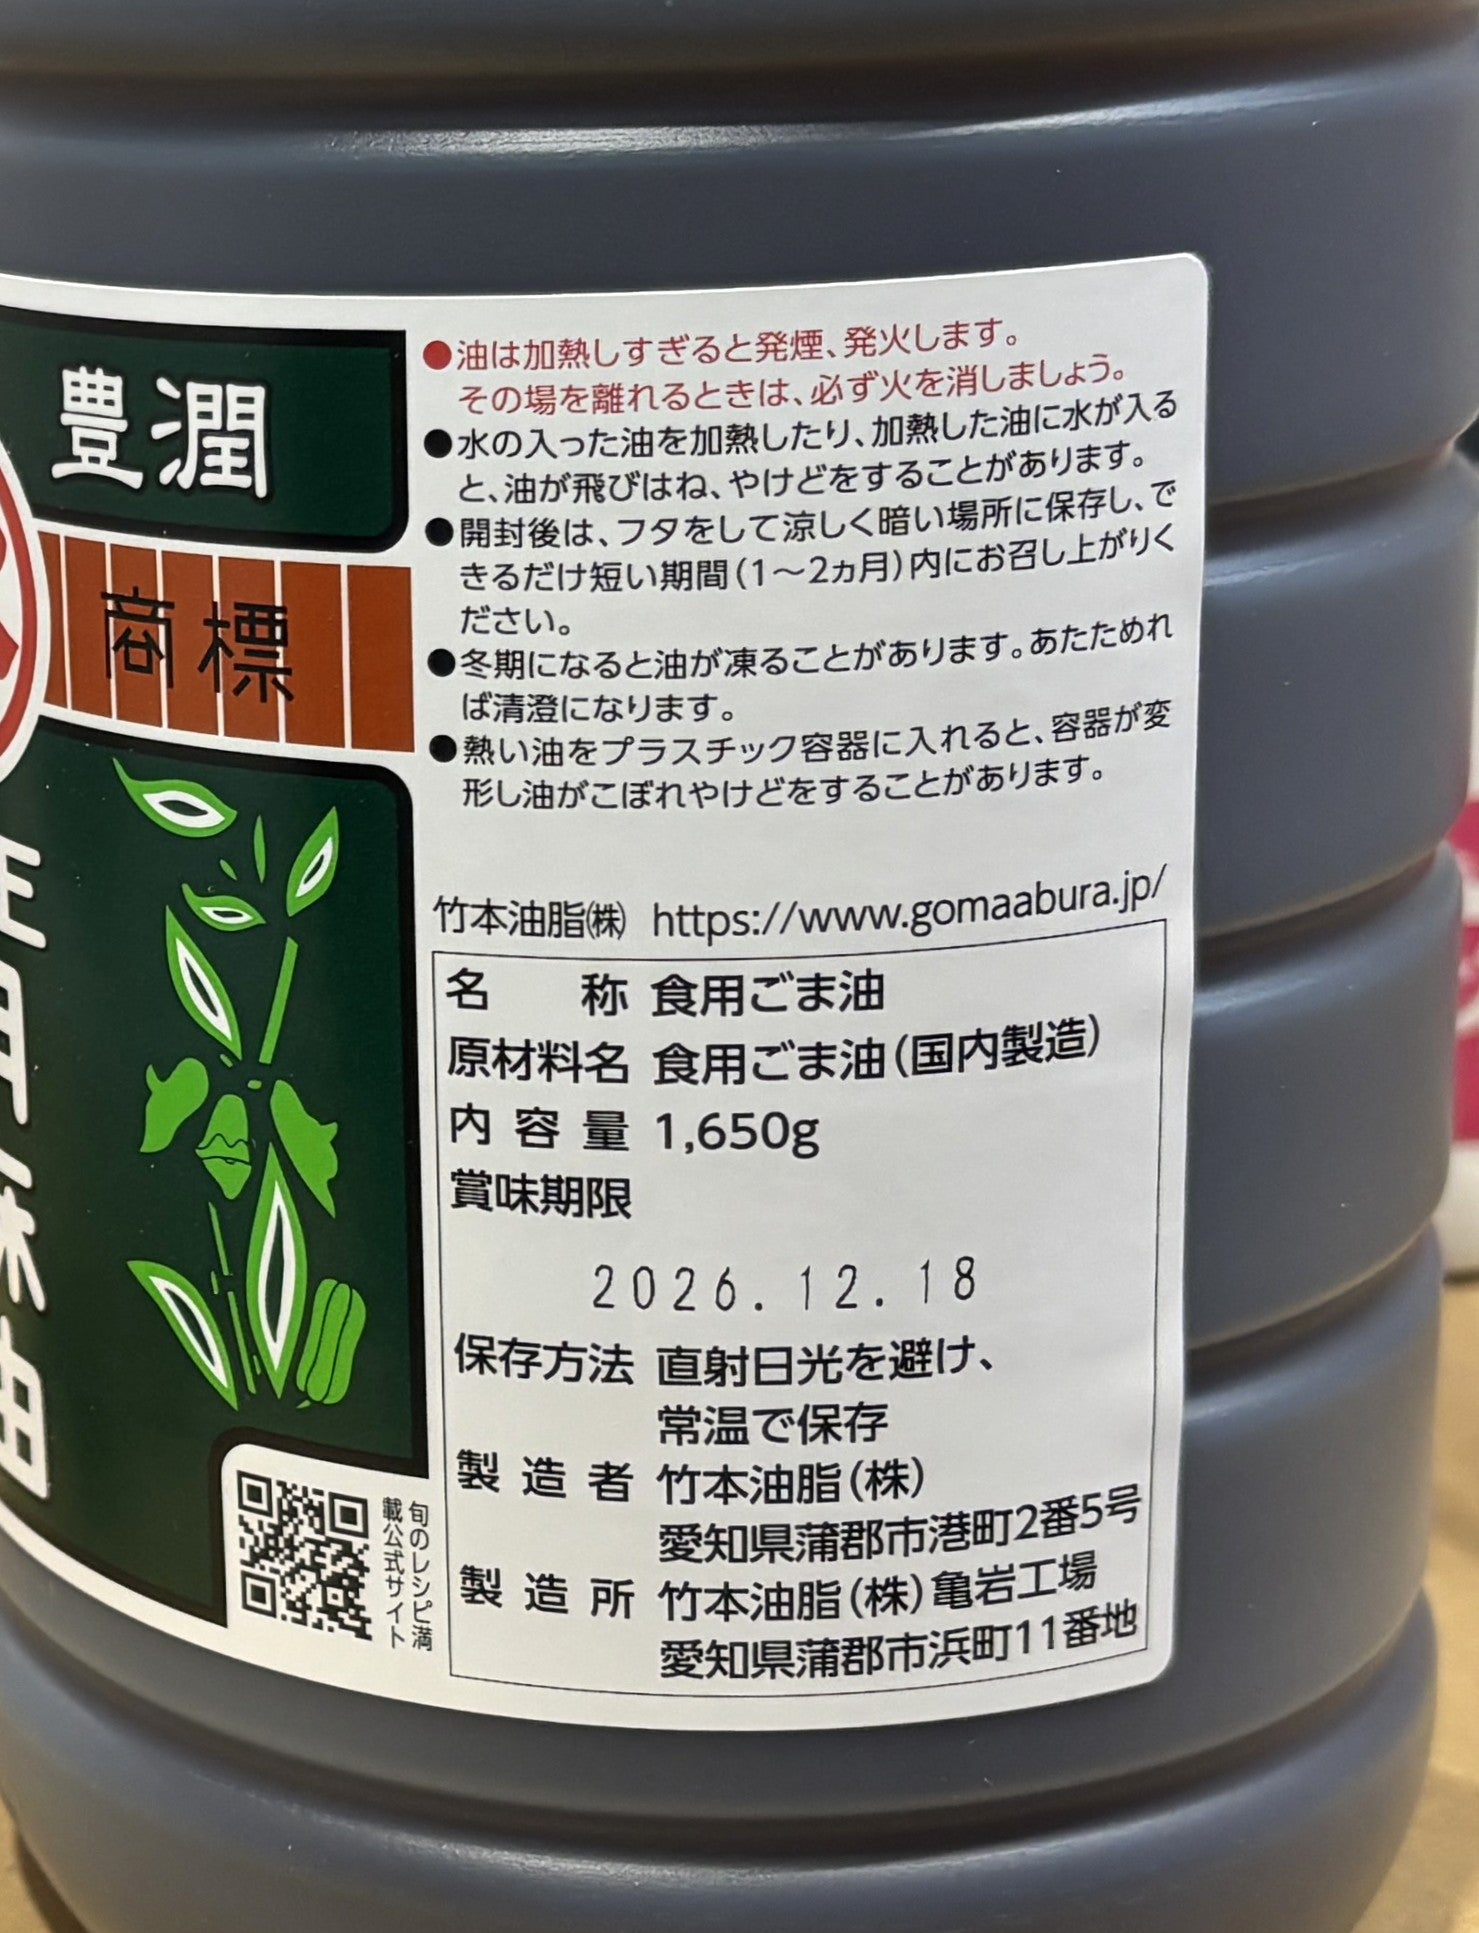 豊潤
商標
●油は加熱しすぎると発煙、発火します。
その場を離れるときは、必ず火を消しましょう。
●水の入った油を加熱したり、加熱した油に水が入る
と、油が飛びはね、やけどをすることがあります。
●開封後は、フタをして涼しく暗い場所に保存し、で
きるだけ短い期間(1〜2ヵ月)内にお召し上がりく
ださい。
●冬期になると油が凍ることがあります。あたためれ
ば清澄になります。
●熱い油をプラスチック容器に入れると、容器が変
形し油がこぼれやけどをすることがあります。
竹本油脂㈱ https://www.gomaabura.jp/
名称 食用ごま油
原材料名 食用ごま油(国内製造)
内容量 1,650g
賞味期限
2026.12.18
保存方法 直射日光を避け、
常温で保存
製造者 竹本油脂(株)
愛知県蒲郡市港町2番5号
製造所 竹本油脂(株)亀岩工場
愛知県蒲郡市浜町11番地
旬のレシピ満
載公式サイト